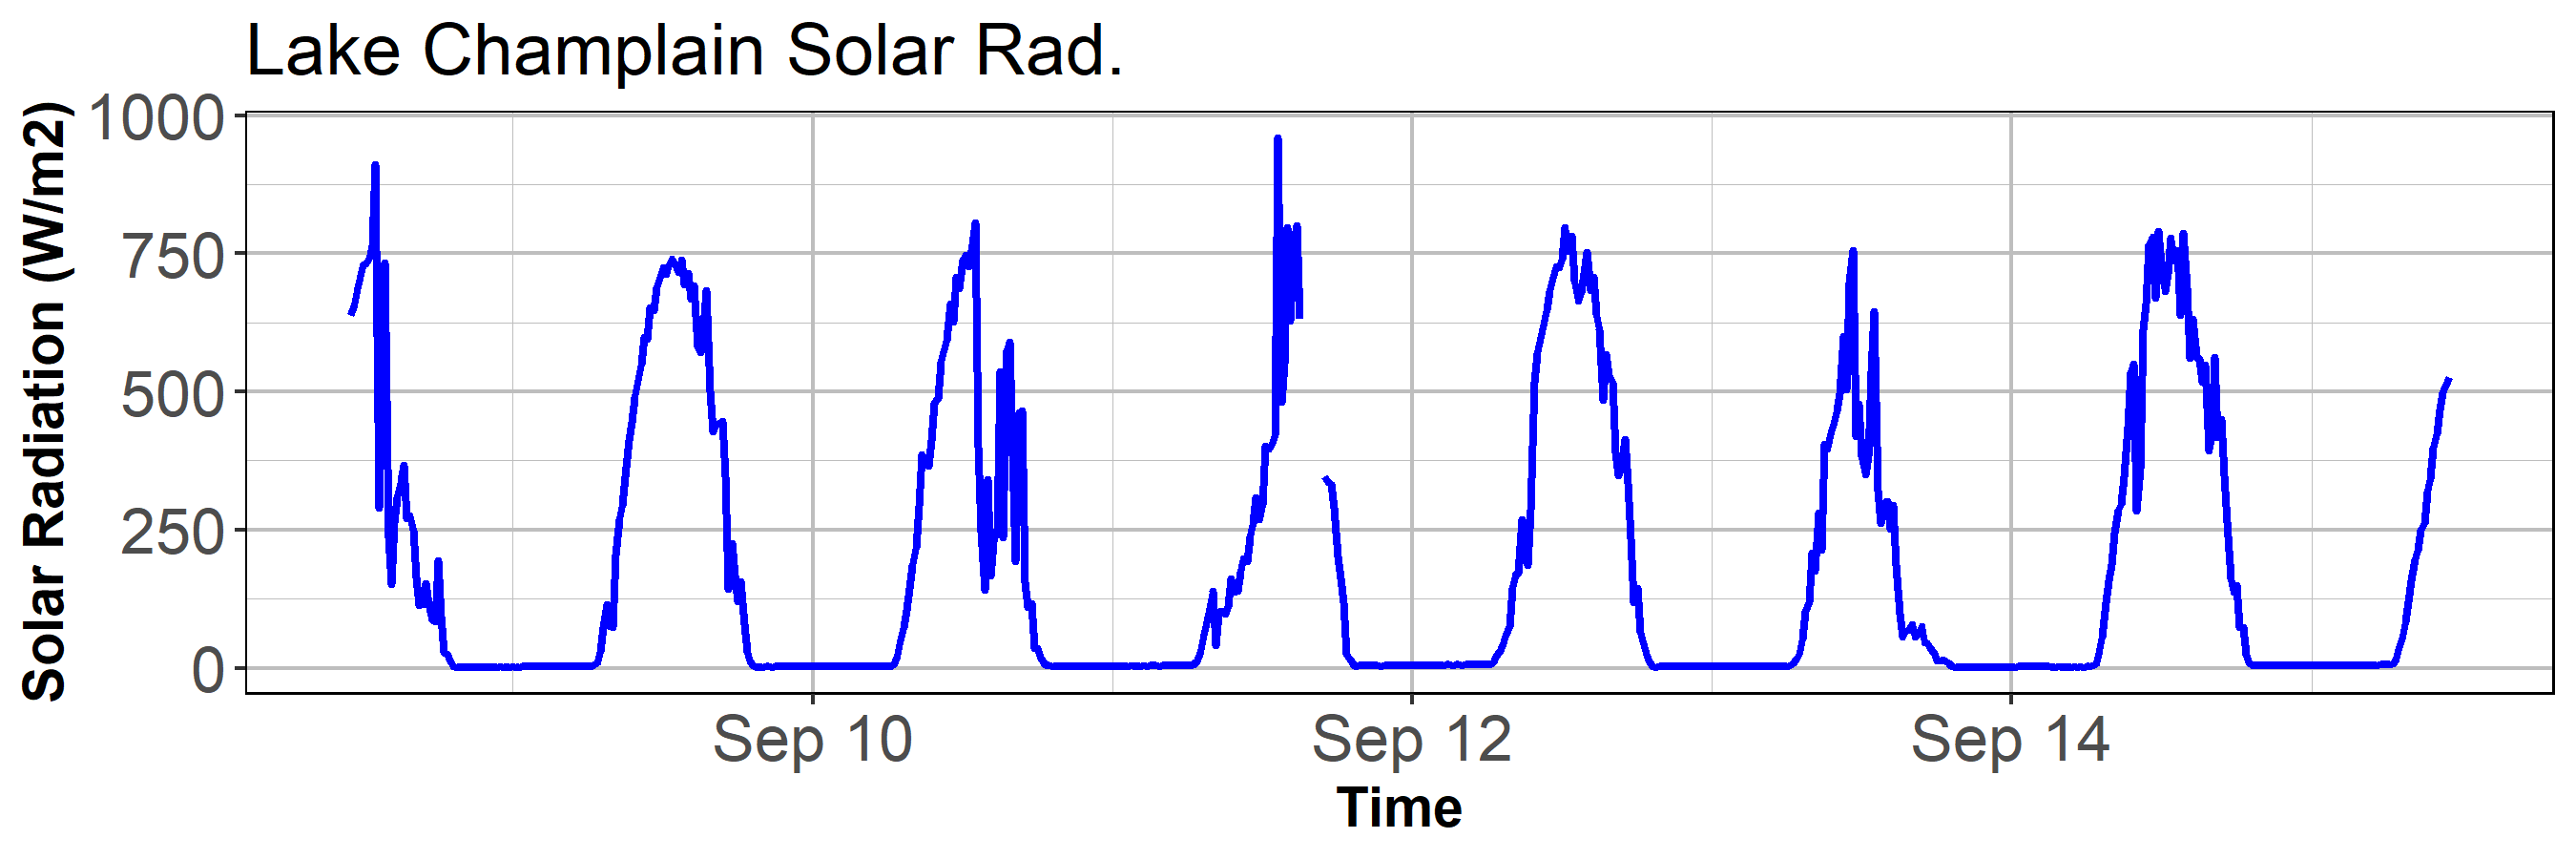 Lake Champlain Solar Rad.
Solar Radiation (W/m2)
1000
750
500
250
0
Sep 10
Sep 12
Sep 14
Time